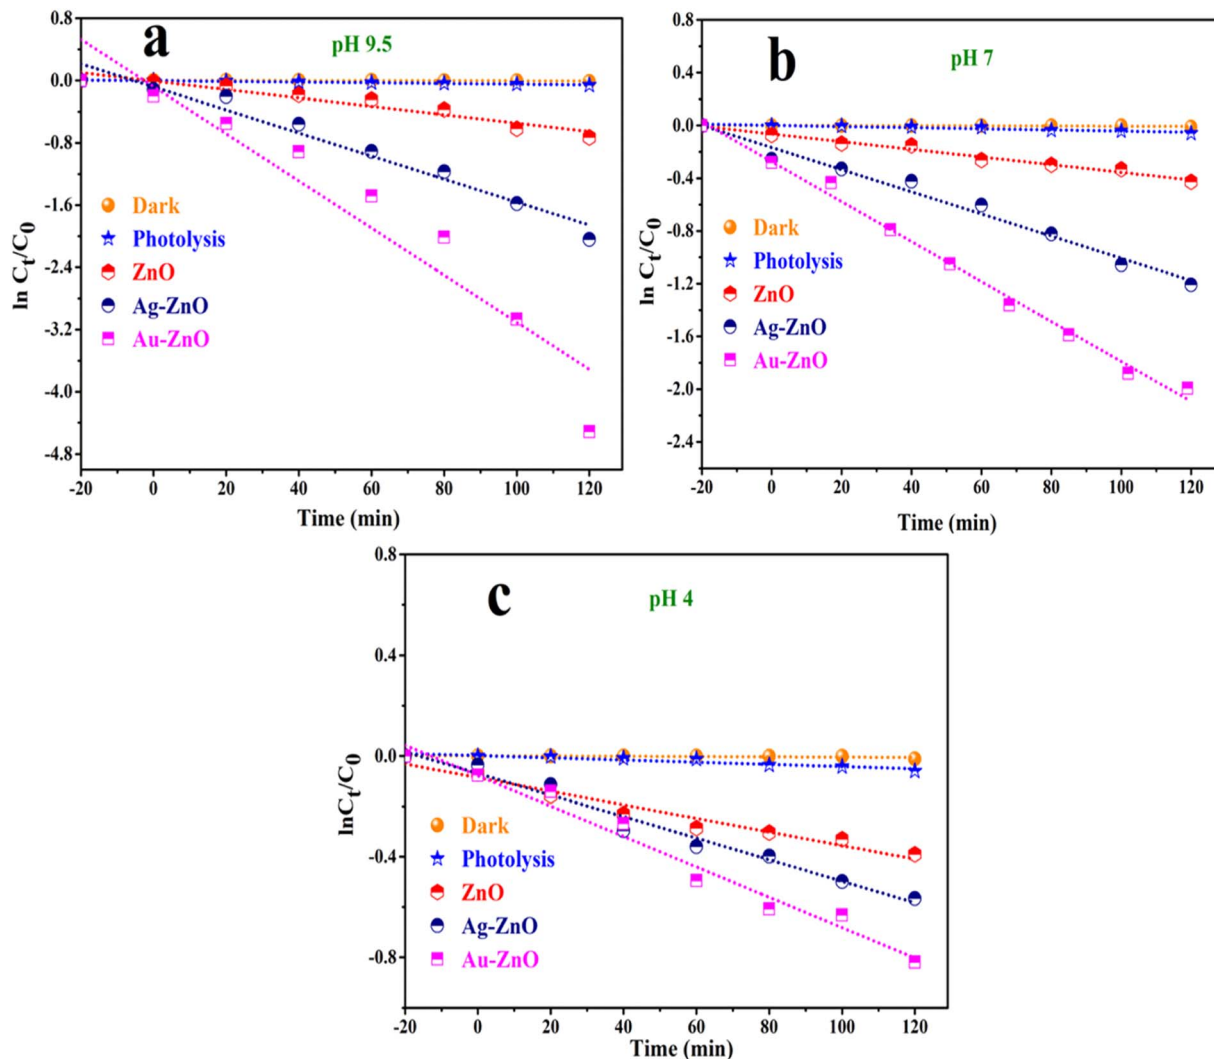 a
pH 9.5
0.8
0.0
-0.8
-1.6
-2.4
-3.2
-4.0
-4.8
ln Ct/C0
Dark
Photolysis
ZnO
Ag-ZnO
Au-ZnO
-20 0 20 40 60 80 100 120
Time (min)
b
pH 7
0.8
0.4
0.0
-0.4
-0.8
-1.2
-1.6
-2.0
-2.4
ln Ct/C0
Dark
Photolysis
ZnO
Ag-ZnO
Au-ZnO
-20 0 20 40 60 80 100 120
Time (min)
c
pH 4
0.8
0.4
0.0
-0.4
-0.8
lnCt/C0
Dark
Photolysis
ZnO
Ag-ZnO
Au-ZnO
-20 0 20 40 60 80 100 120
Time (min)